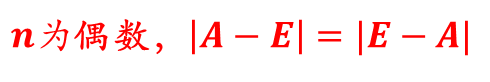 n为偶数，|A − E| = |E − A|